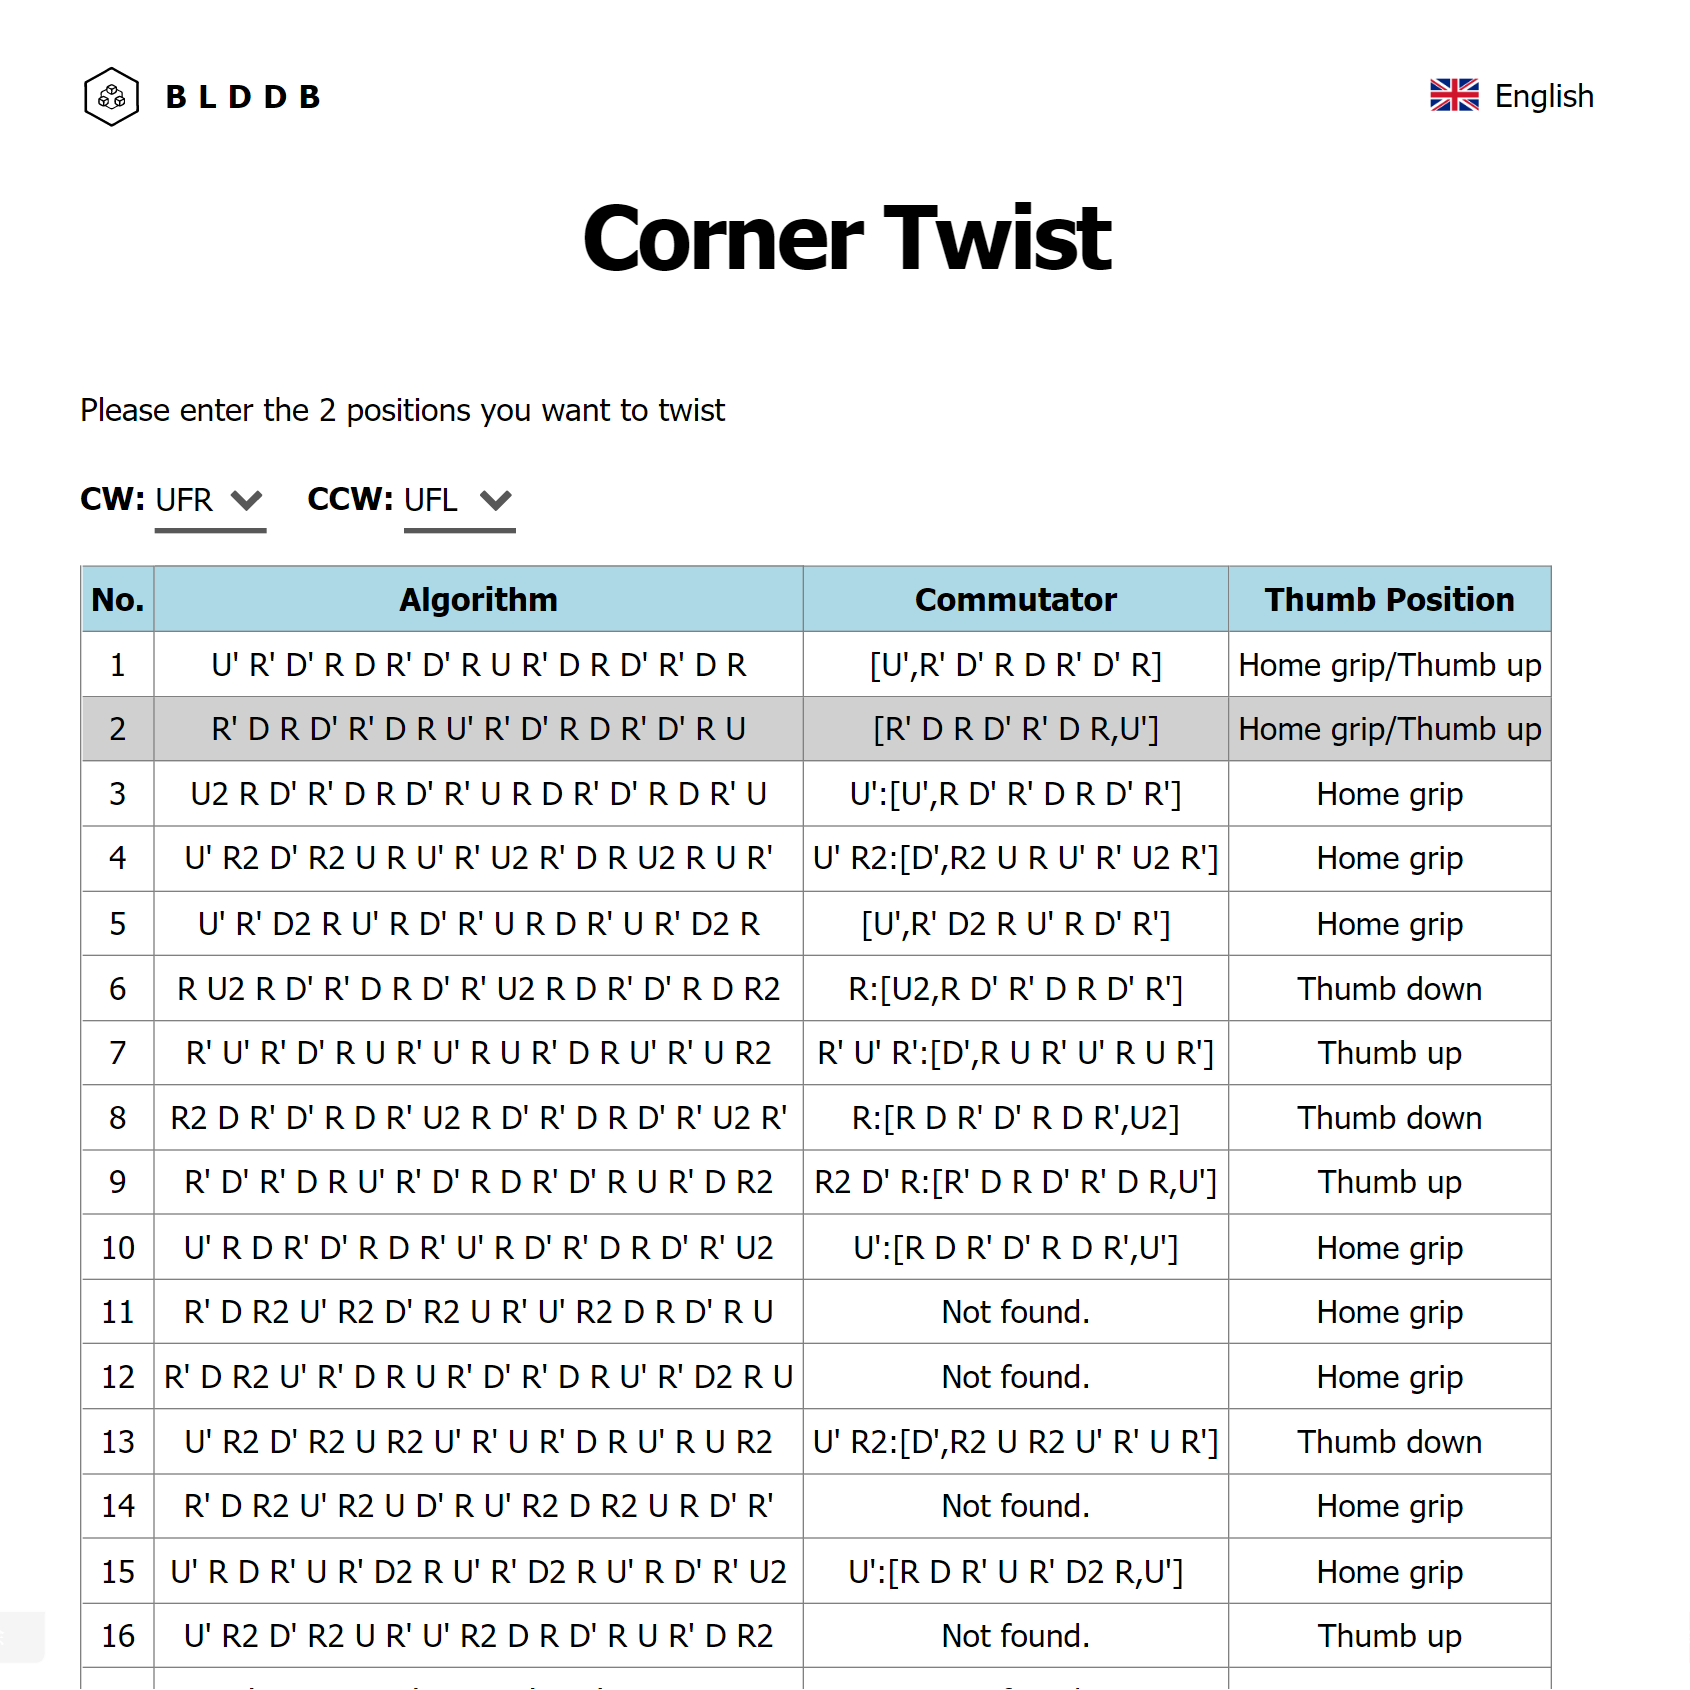 BLDDB English
Corner Twist
Please enter the 2 positions you want to twist
CW: UFR CCW: UFL
No. Algorithm Commutator Thumb Position
1 U' R' D' R D R' D' R U R' D R D' R' D R [U',R' D' R D R' D' R] Home grip/Thumb up
2 R' D R D' R' D R U' R' D' R D R' D' R U [R' D R D' R' D R,U'] Home grip/Thumb up
3 U2 R D' R' D R D' R' U R D R' D' R D R' U U':[U',R D' R' D R D' R'] Home grip
4 U' R2 D' R2 U R U' R' U2 R' D R U2 R U R' U' R2:[D',R2 U R U' R' U2 R'] Home grip
5 U' R' D2 R U' R D' R' U R D R' U R' D2 R [U',R' D2 R U' R D' R'] Home grip
6 R U2 R D' R' D R D' R' U2 R D R' D' R D R2 R:[U2,R D' R' D R D' R'] Thumb down
7 R' U' R' D' R U R' U' R U R' D R U' R' U R2 R' U' R':[D',R U R' U' R U R'] Thumb up
8 R2 D R' D' R D R' U2 R D' R' D R D' R' U2 R' R:[R D R' D' R D R',U2] Thumb down
9 R' D' R' D R U' R' D' R D R' D' R U R' D R2 R2 D' R:[R' D R D' R' D R,U'] Thumb up
10 U' R D R' D' R D R' U' R D' R' D R D' R' U2 U':[R D R' D' R D R',U'] Home grip
11 R' D R2 U' R2 D' R2 U R' U' R2 D R D' R U Not found. Home grip
12 R' D R2 U' R' D R U R' D' R' D R U' R' D2 R U Not found. Home grip
13 U' R2 D' R2 U R2 U' R' U R' D R U' R U R2 U' R2:[D',R2 U R2 U' R' U R'] Thumb down
14 R' D R2 U' R2 U D' R U' R2 D R2 U R D' R' Not found. Home grip
15 U' R D R' U R' D2 R U' R' D2 R U' R D' R' U2 U':[R D R' U R' D2 R,U'] Home grip
16 U' R2 D' R2 U R' U' R2 D R D' R U R' D R2 Not found. Thumb up